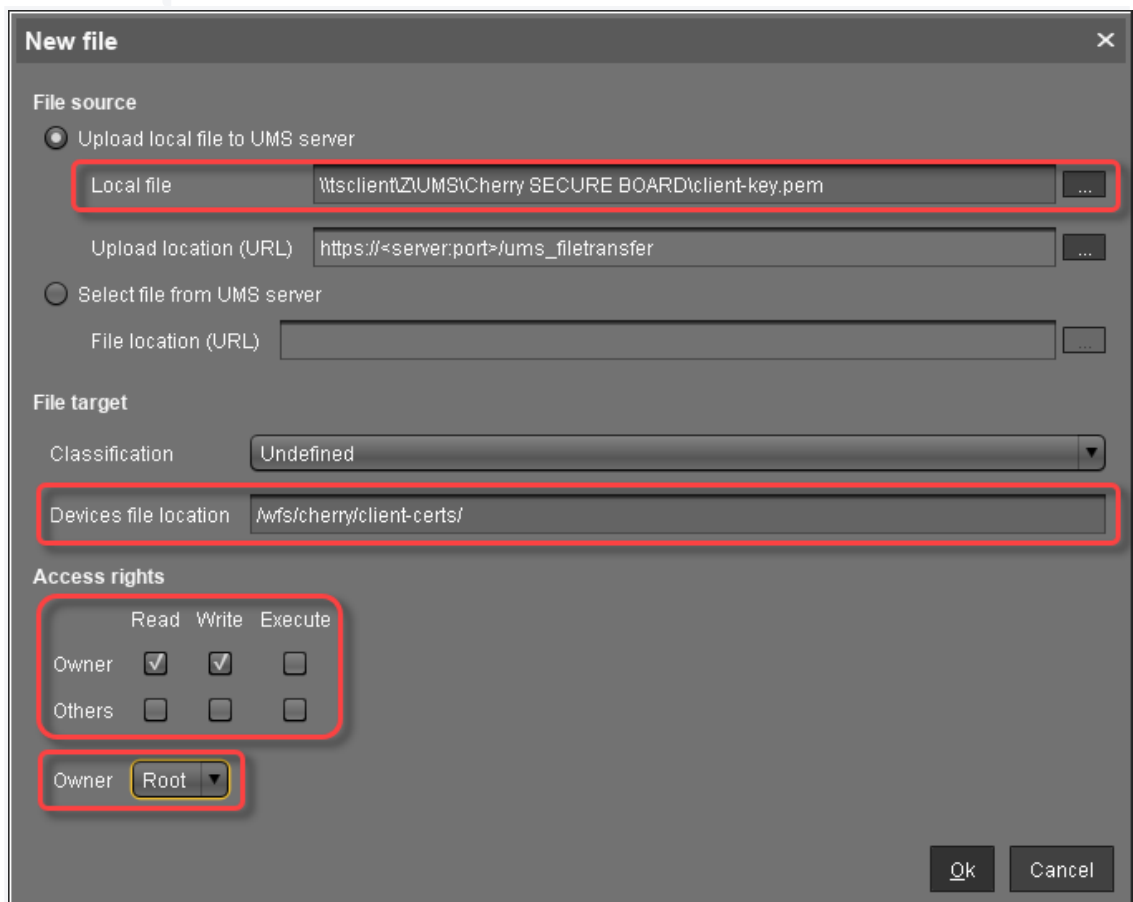 New file
File source
Upload local file to UMS server
Local file \\tsclient\Z\UMS\Cherry SECURE BOARD\client-key.pem ...
Upload location (URL) https://<server:port>/ums_filetransfer ...
Select file from UMS server
File location (URL) ...
File target
Classification Undefined
Devices file location /wfs/cherry/client-certs/
Access rights
Read Write Execute
Owner
Others
Owner Root
Ok Cancel